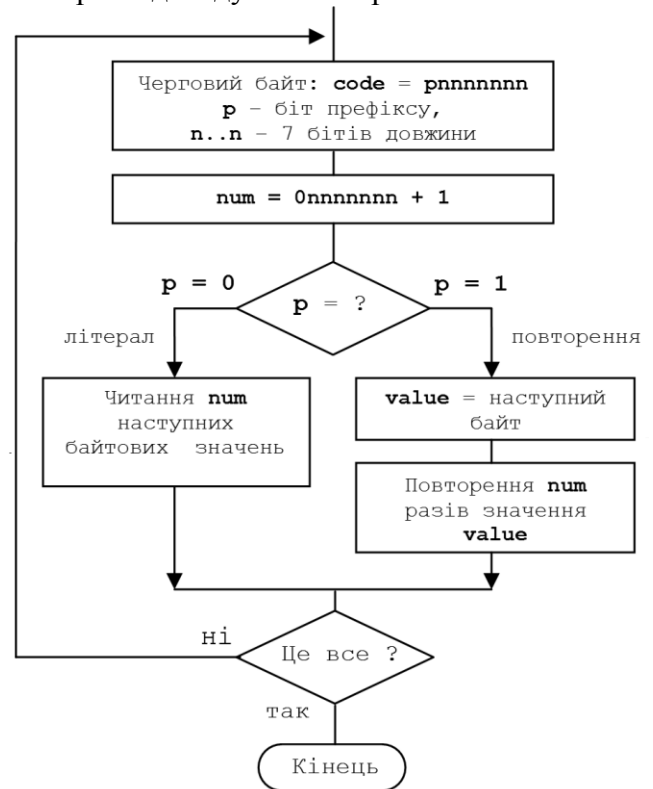 Черговий байт: code = pnnnnnnn
p – біт префіксу,
n..n – 7 бітів довжини
num = 0nnnnnnn + 1
p = 0
p = 1
p = ?
літерал
повторення
Читання num
наступних
байтових значень
value = наступний
байт
Повторення num
разів значення
value
ні
Це все ?
так
Кінець